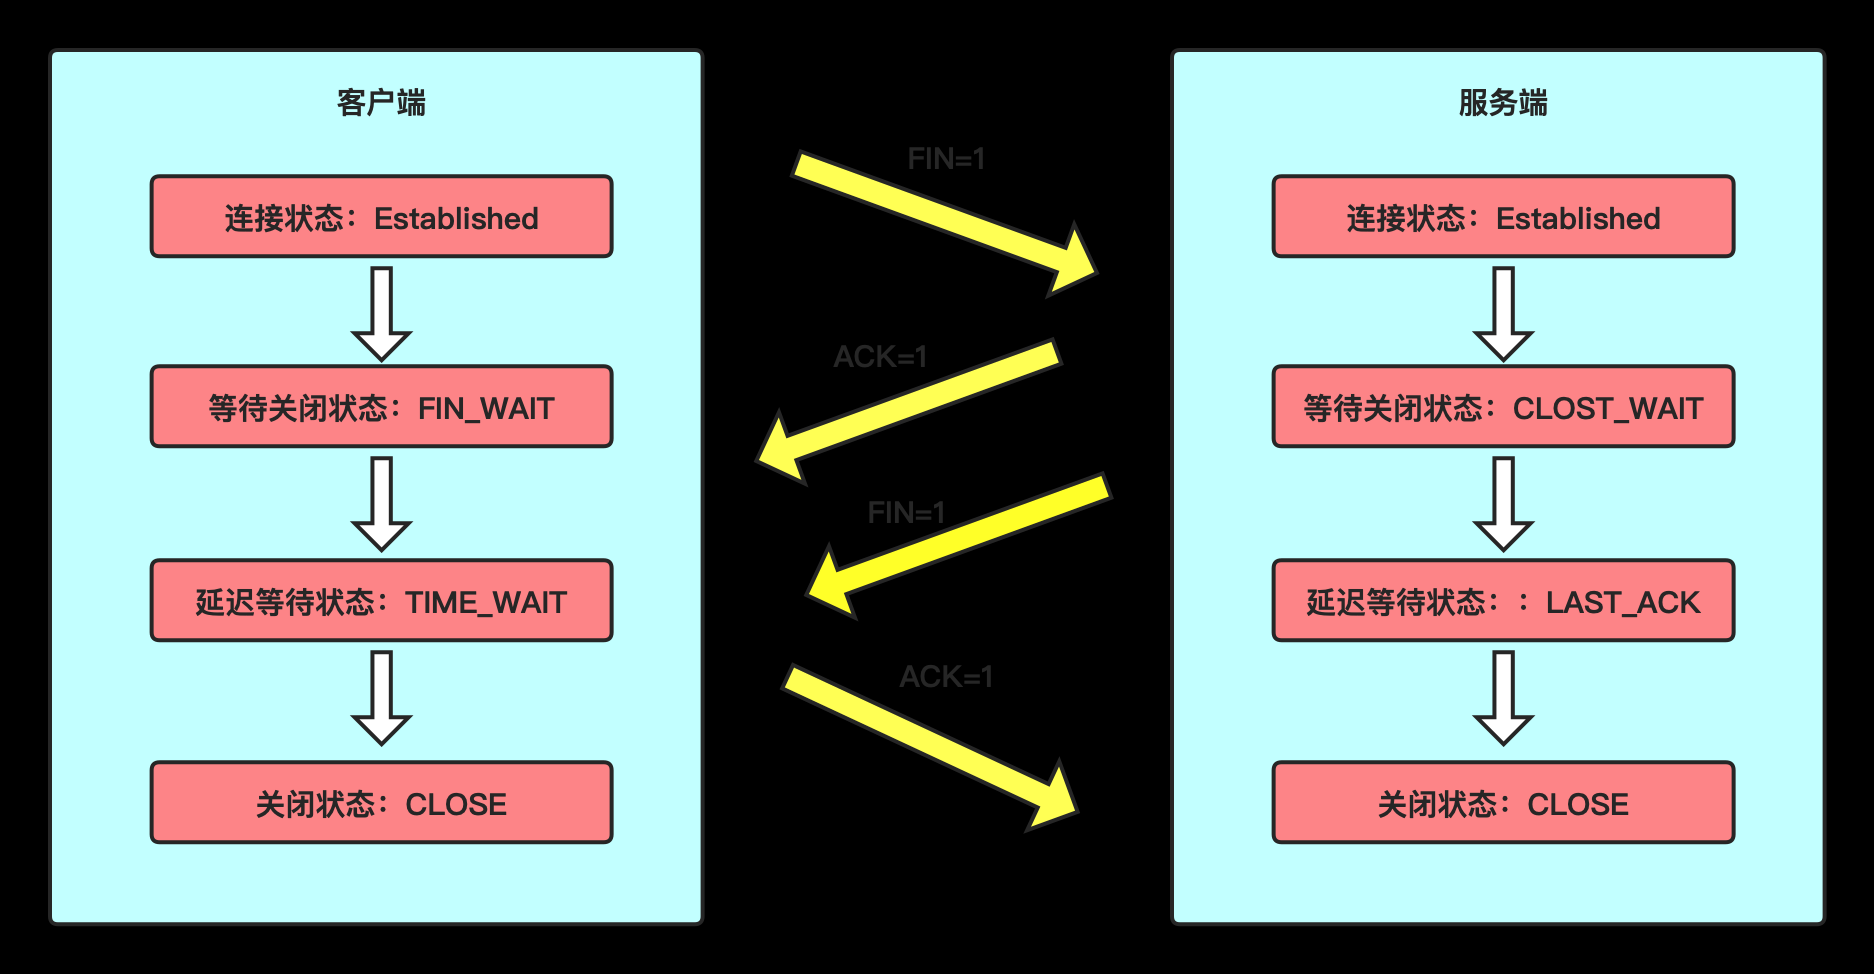 客户端
连接状态：Established
等待关闭状态：FIN_WAIT
延迟等待状态：TIME_WAIT
关闭状态：CLOSE
FIN=1
ACK=1
FIN=1
ACK=1
服务端
连接状态：Established
等待关闭状态：CLOST_WAIT
延迟等待状态：：LAST_ACK
关闭状态：CLOSE